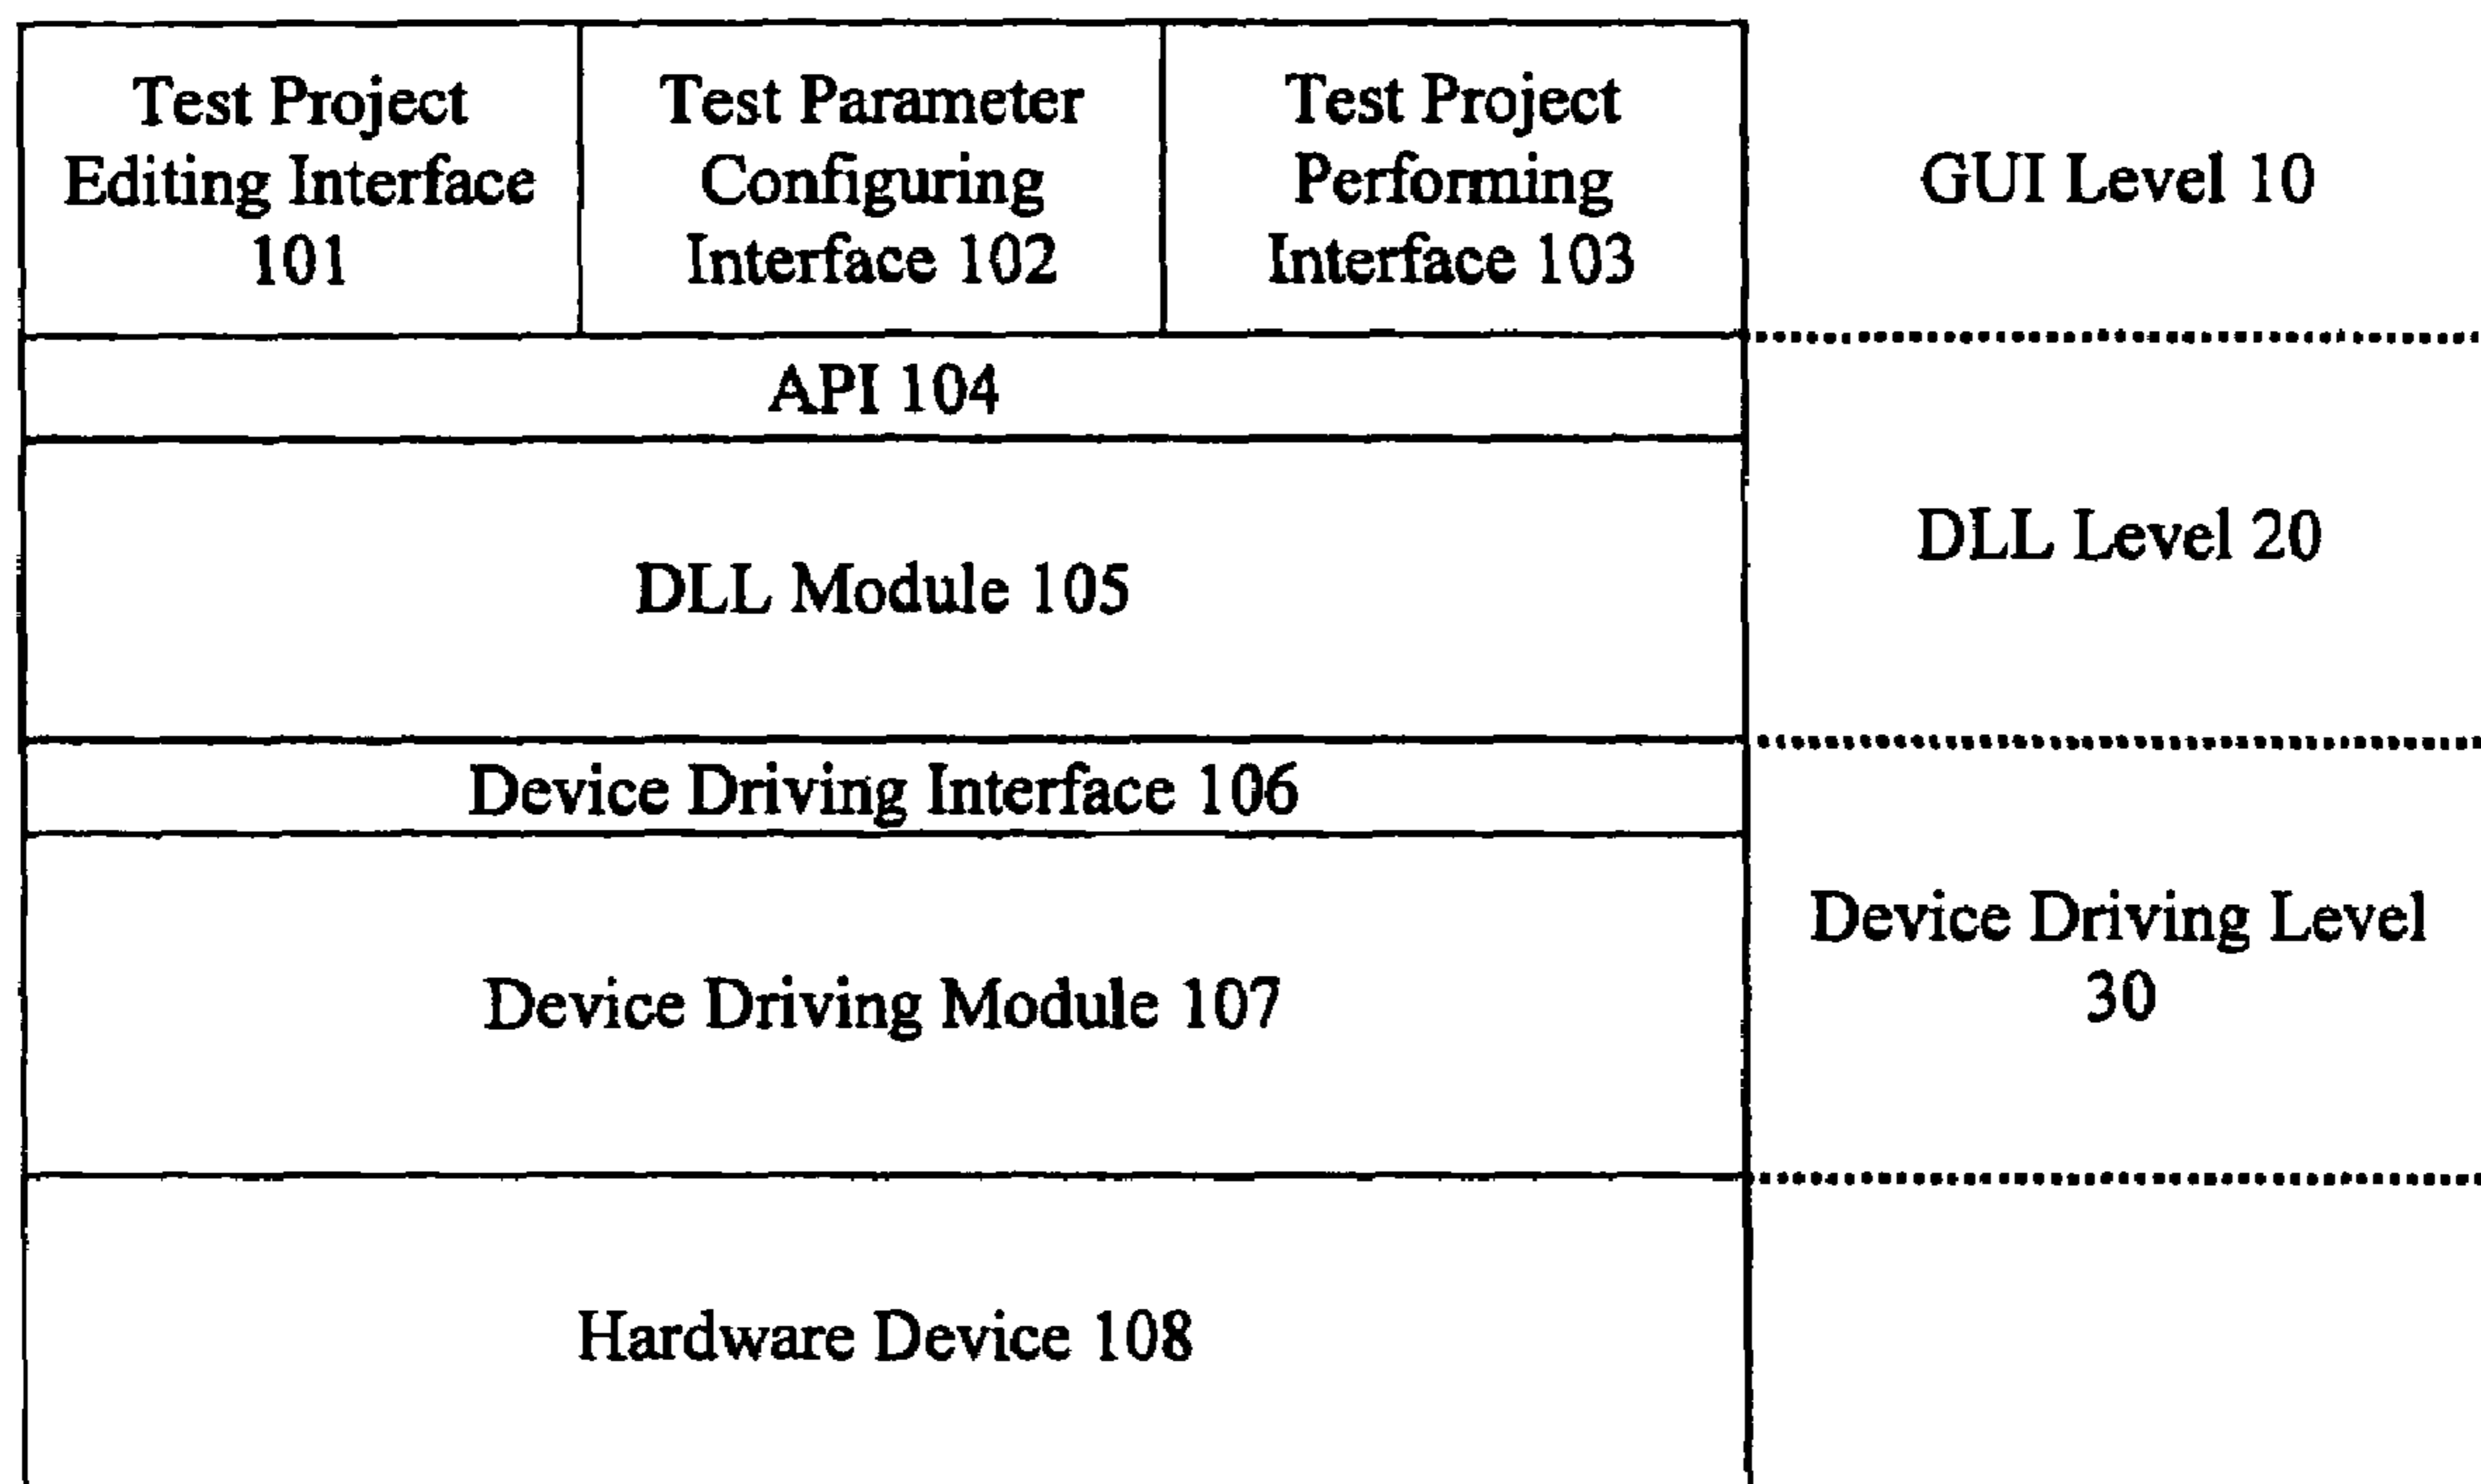 Test Project
Editing Interface
101
Test Parameter
Configuring
Interface 102
Test Project
Performing
Interface 103
GUI Level 10
API 104
DLL Module 105
DLL Level 20
Device Driving Interface 106
Device Driving Module 107
Device Driving Level
30
Hardware Device 108